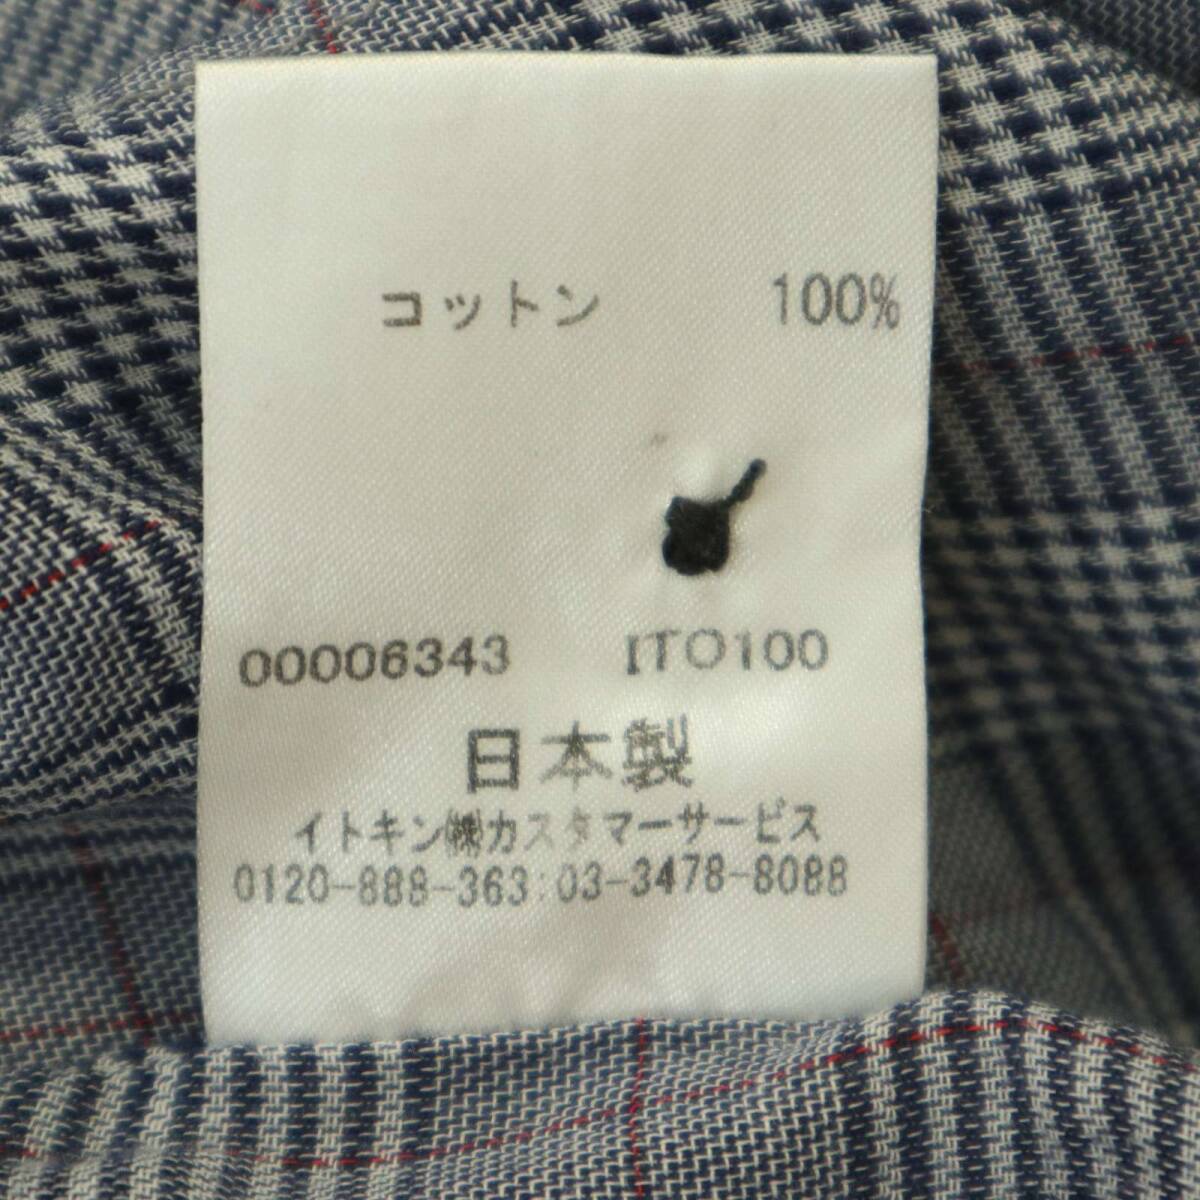 コットン 100%
00006343 ITO100
日本製
イトキン㈱カスタマーサービス
0120-888-363:03-3478-8088